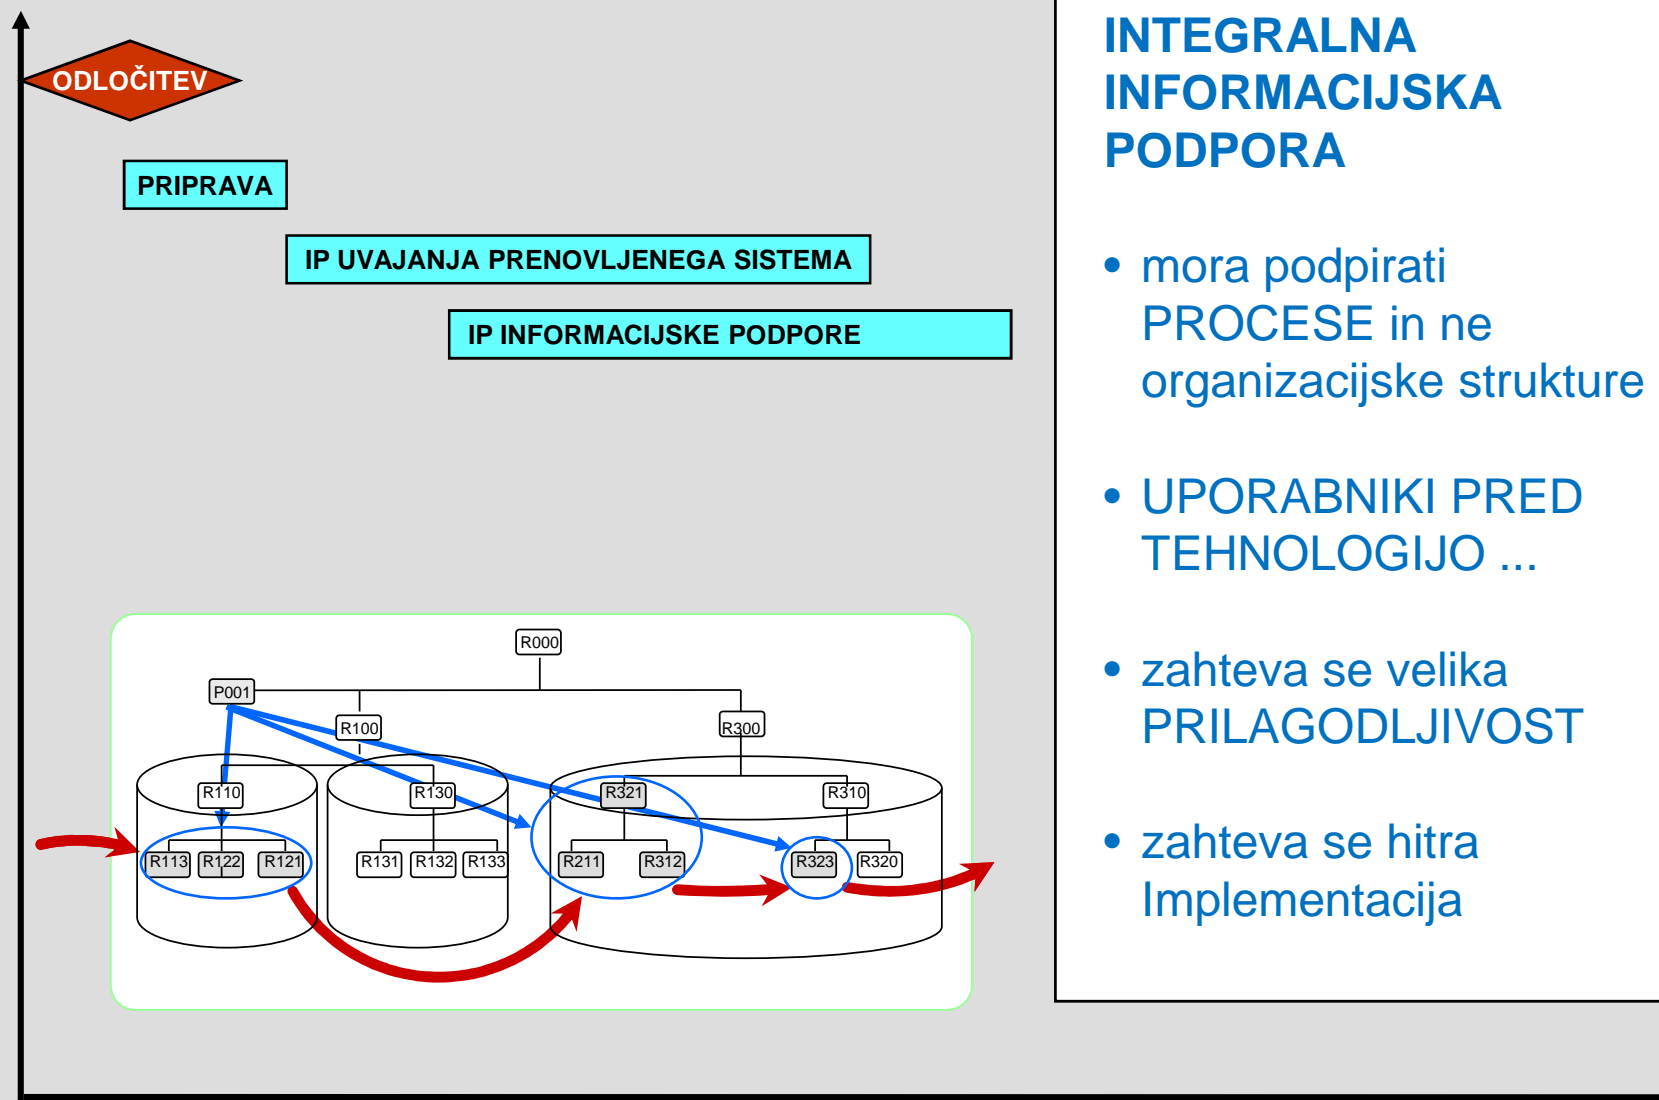 ODLOČITEV
PRIPRAVA
IP UVAJANJA PRENOVLJENEGA SISTEMA
IP INFORMACIJSKE PODPORE
R000
P001
R100
R300
R110
R130
R321
R310
R113
R122
R121
R131
R132
R133
R211
R312
R323
R320
INTEGRALNA
INFORMACIJSKA
PODPORA
• mora podpirati
PROCESE in ne
organizacijske strukture
• UPORABNIKI PRED
TEHNOLOGIJO ...
• zahteva se velika
PRILAGODLJIVOST
• zahteva se hitra
Implementacija